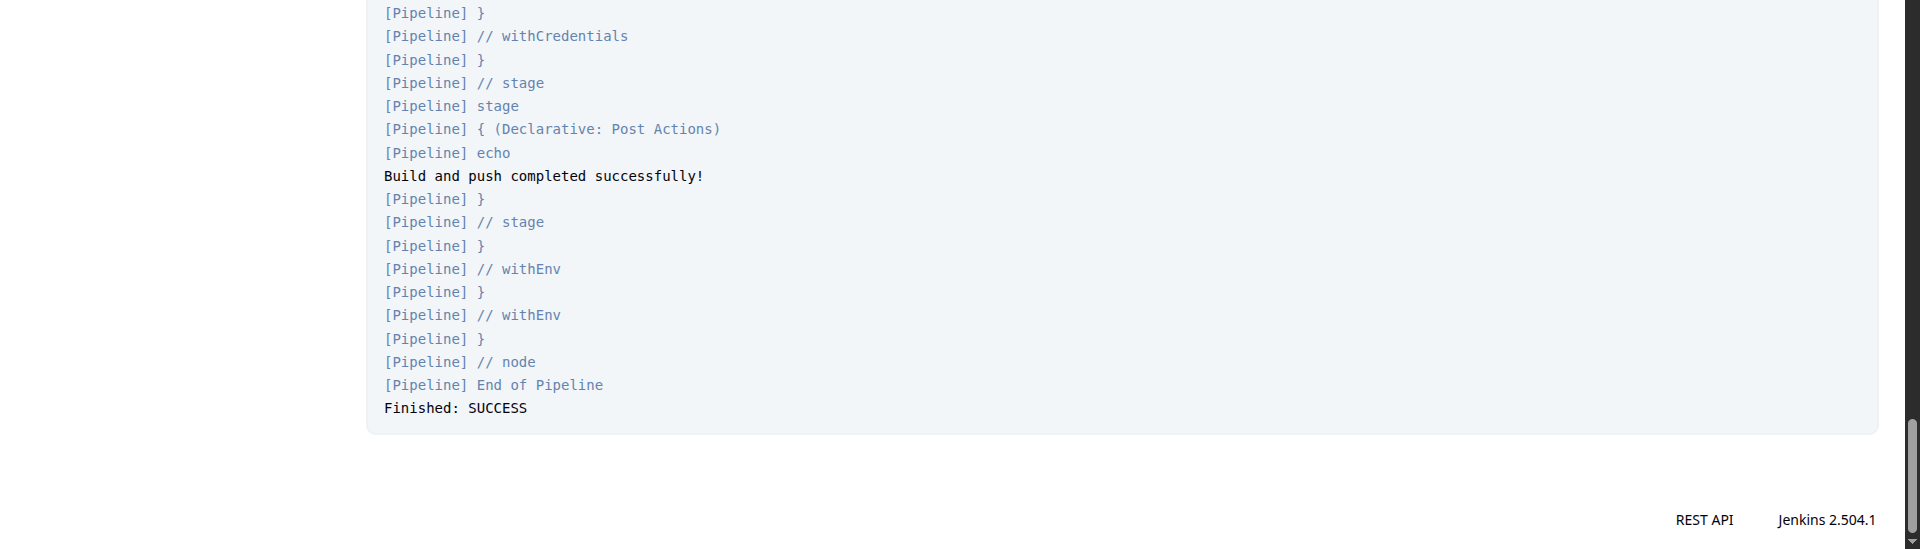 [Pipeline] }
[Pipeline] // withCredentials
[Pipeline] }
[Pipeline] // stage
[Pipeline] stage
[Pipeline] { (Declarative: Post Actions)
[Pipeline] echo
Build and push completed successfully!
[Pipeline] }
[Pipeline] // stage
[Pipeline] }
[Pipeline] // withEnv
[Pipeline] }
[Pipeline] // withEnv
[Pipeline] }
[Pipeline] // node
[Pipeline] End of Pipeline
Finished: SUCCESS
REST API Jenkins 2.504.1